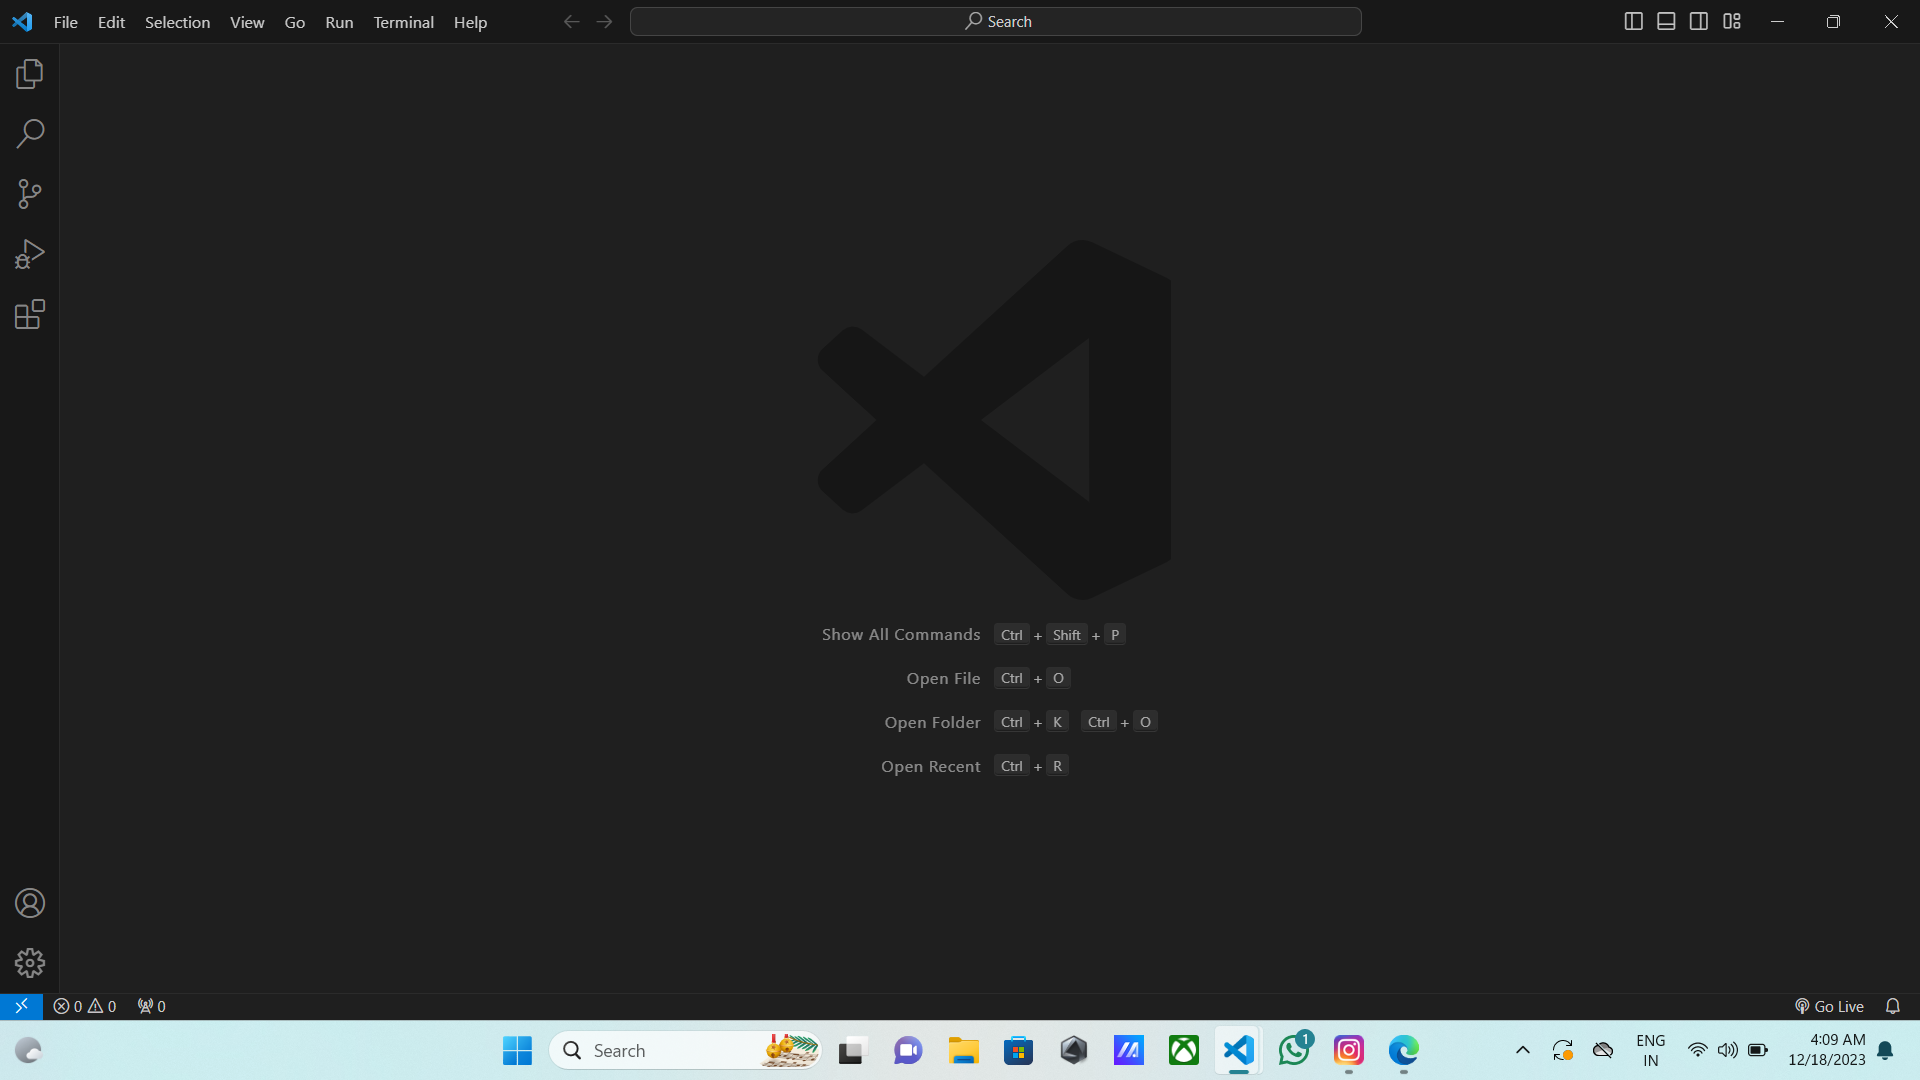 File Edit Selection View Go Run Terminal Help
Search
Show All Commands Ctrl + Shift + P
Open File Ctrl + O
Open Folder Ctrl + K Ctrl + O
Open Recent Ctrl + R
0 0 0
Go Live
Search
1
ENG
IN
4:09 AM
12/18/2023